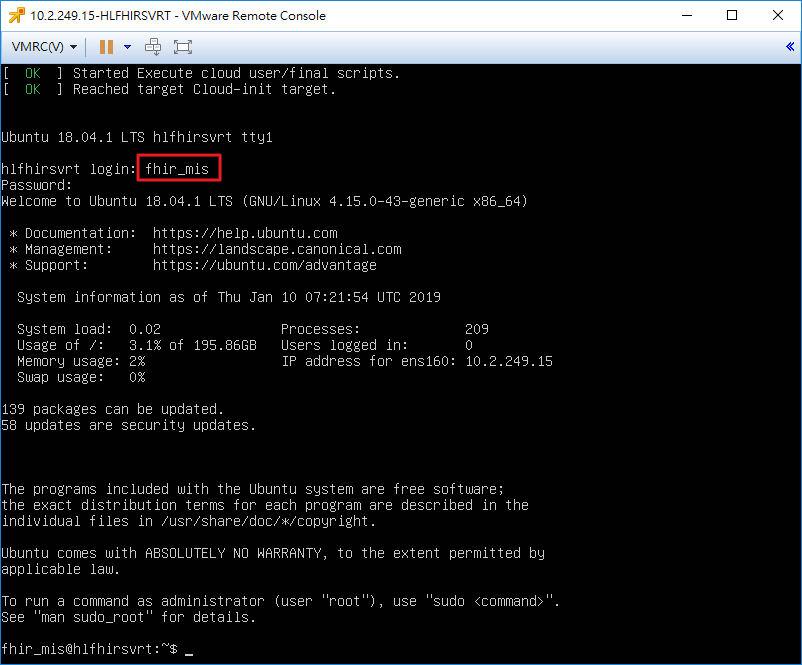 10.2.249.15-HLFHIRSVRT - VMware Remote Console
VMRC(V)
[  OK  ] Started Execute cloud user/final scripts.
[  OK  ] Reached target Cloud-init target.
Ubuntu 18.04.1 LTS hlfhirsvrt tty1
hlfhirsvrt login: fhir_mis
Password:
Welcome to Ubuntu 18.04.1 LTS (GNU/Linux 4.15.0-43-generic x86_64)
* Documentation:  https://help.ubuntu.com
* Management:     https://landscape.canonical.com
* Support:        https://ubuntu.com/advantage
System information as of Thu Jan 10 07:21:54 UTC 2019
System load:  0.02               Processes:             209
Usage of /:   3.1% of 195.86GB   Users logged in:       0
Memory usage: 2%                 IP address for ens160: 10.2.249.15
Swap usage:   0%
139 packages can be updated.
58 updates are security updates.
The programs included with the Ubuntu system are free software;
the exact distribution terms for each program are described in the
individual files in /usr/share/doc/*/copyright.
Ubuntu comes with ABSOLUTELY NO WARRANTY, to the extent permitted by
applicable law.
To run a command as administrator (user "root"), use "sudo <command>".
See "man sudo_root" for details.
fhir_mis@hlfhirsvrt:~$ _